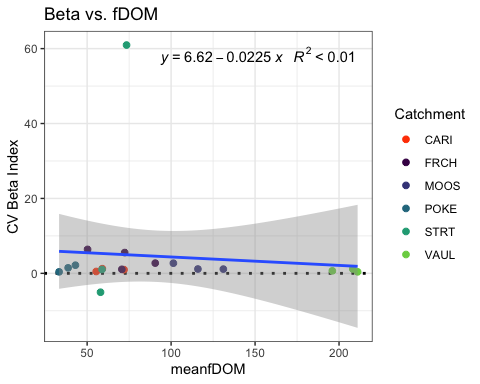 Beta vs. fDOM
y = 6.62 – 0.0225 x R² < 0.01
CV Beta Index
60
40
20
0
50
100
150
200
meanfDOM
Catchment
CARI
FRCH
MOOS
POKE
STRT
VAUL